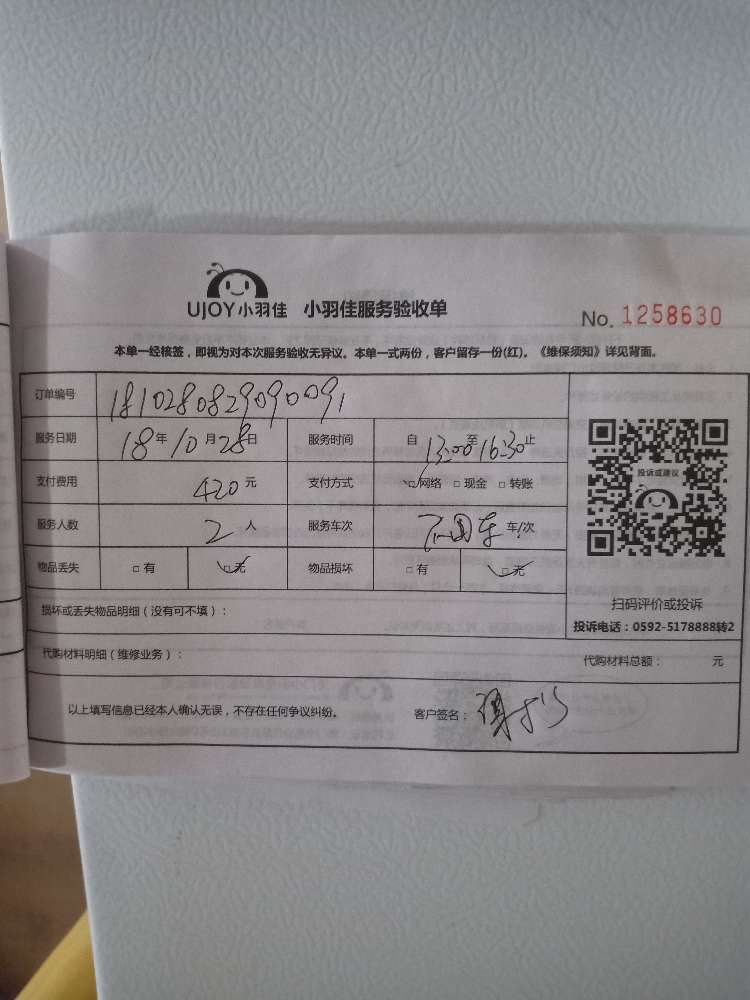 UJOY小羽佳 小羽佳服务验收单
No. 1258630
本单一经核签，即视为对本次服务验收无异议。本单一式两份，客户留存一份(红)。《维保须知》详见背面。
订单编号 1810280829090091
服务日期 18年10月28日 服务时间 自13:00至16:30止
支付费用 420元 支付方式 □网络 □现金 □转账
服务人数 2人 服务车次 车/次
物品丢失 □有 □无 物品损坏 □有 □无
投诉或建议
扫码评价或投诉
投诉电话：0592-5178888转2
损坏或丢失物品明细（没有可不填）：
代购材料明细（维修业务）： 代购材料总额： 元
以上填写信息已经本人确认无误，不存在任何争议纠纷。 客户签名：